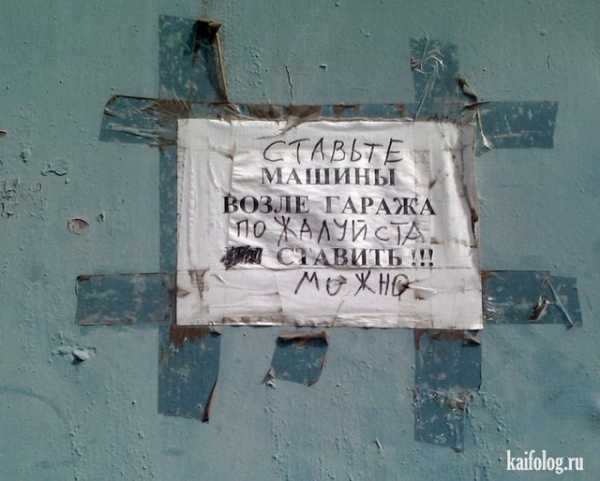 СТАВЬТЕ
МАШИНЫ
ВОЗЛЕ ГАРАЖА
ПОЖАЛУЙСТА
СТАВИТЬ !!!
МОЖНО
kaifolog.ru